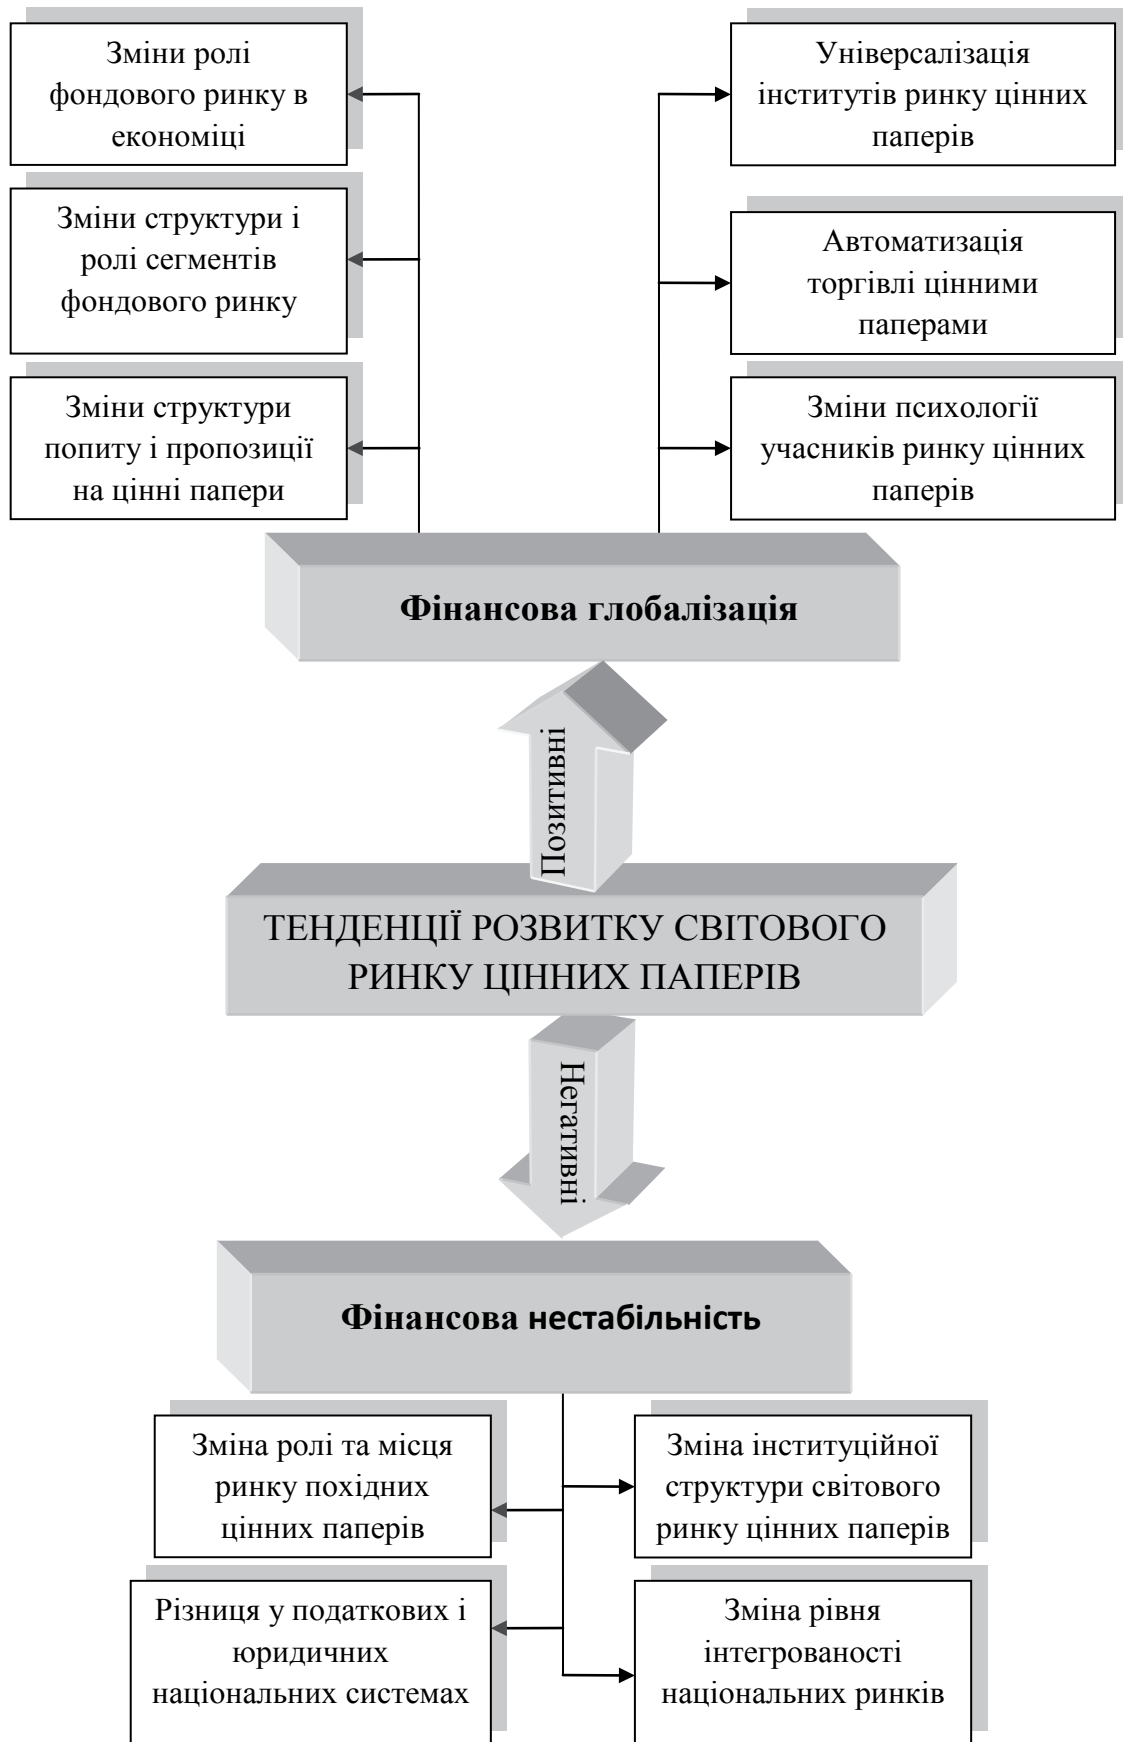 Зміни ролі
фондового ринку в
економіці
Універсалізація
інститутів ринку цінних
паперів
Зміни структури і
ролі сегментів
фондового ринку
Автоматизація
торгівлі цінними
паперами
Зміни структури
попиту і пропозиції
на цінні папери
Зміни психології
учасників ринку цінних
паперів
Фінансова глобалізація
Позитивні
ТЕНДЕНЦІЇ РОЗВИТКУ СВІТОВОГО
РИНКУ ЦІННИХ ПАПЕРІВ
Негативні
Фінансова нестабільність
Зміна ролі та місця
ринку похідних
цінних паперів
Зміна інституційної
структури світового
ринку цінних паперів
Різниця у податкових і
юридичних
національних системах
Зміна рівня
інтегрованості
національних ринків